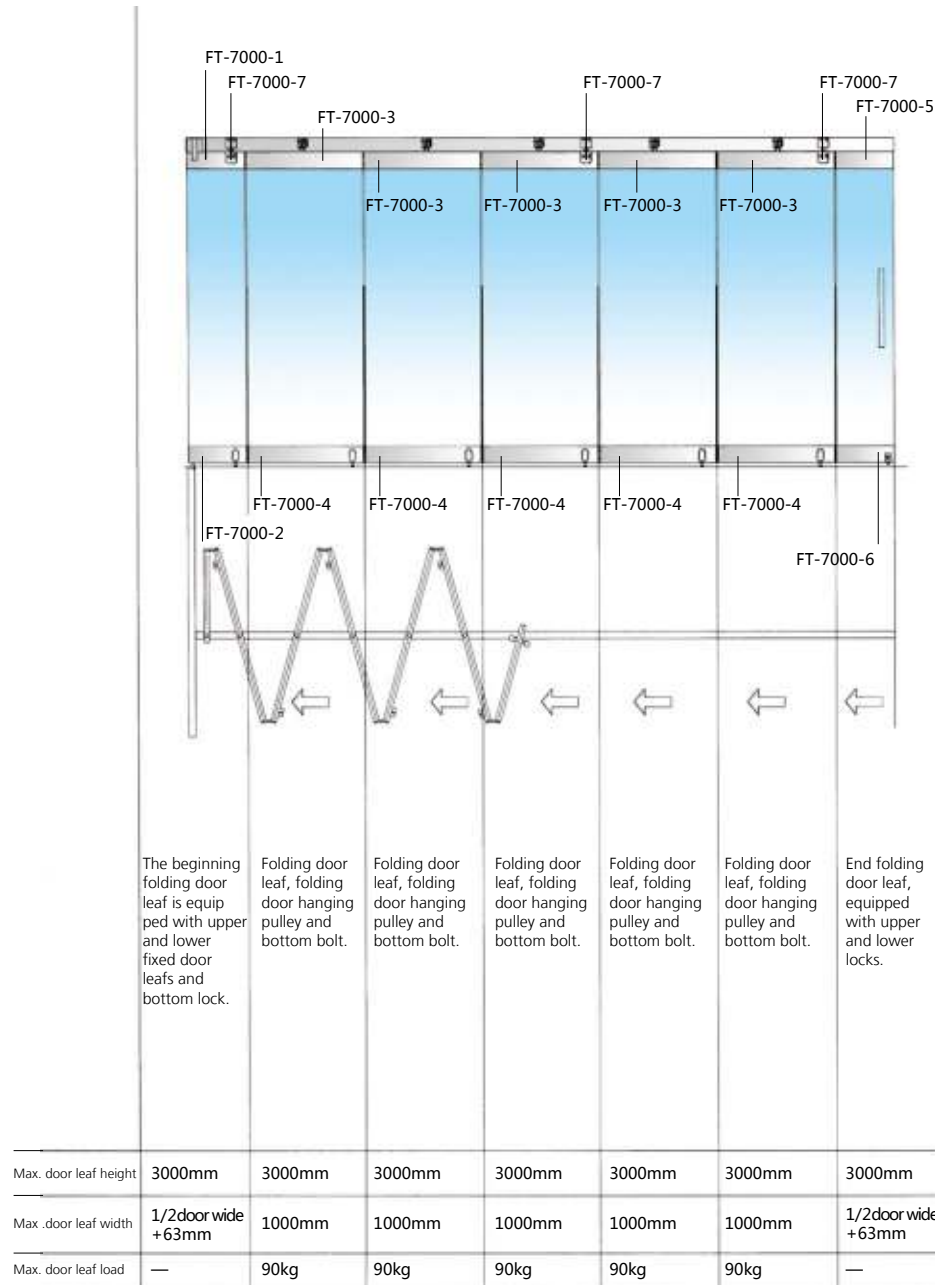 FT-7000-1
FT-7000-7
FT-7000-7
FT-7000-7
FT-7000-3
FT-7000-5
FT-7000-3
FT-7000-3
FT-7000-3
FT-7000-3
FT-7000-4
FT-7000-4
FT-7000-4
FT-7000-4
FT-7000-4
FT-7000-2
FT-7000-6
The beginning
folding door
leaf is equip
ped with upper
and lower
fixed door
leafs and
bottom lock.
Folding door
leaf, folding
door hanging
pulley and
bottom bolt.
Folding door
leaf, folding
door hanging
pulley and
bottom bolt.
Folding door
leaf, folding
door hanging
pulley and
bottom bolt.
Folding door
leaf, folding
door hanging
pulley and
bottom bolt.
Folding door
leaf, folding
door hanging
pulley and
bottom bolt.
End folding
door leaf,
equipped
with upper
and lower
locks.
Max. door leaf height 3000mm 3000mm 3000mm 3000mm 3000mm 3000mm 3000mm
Max .door leaf width 1/2door wide +63mm 1000mm 1000mm 1000mm 1000mm 1000mm 1/2door wide +63mm
Max. door leaf load — 90kg 90kg 90kg 90kg 90kg —